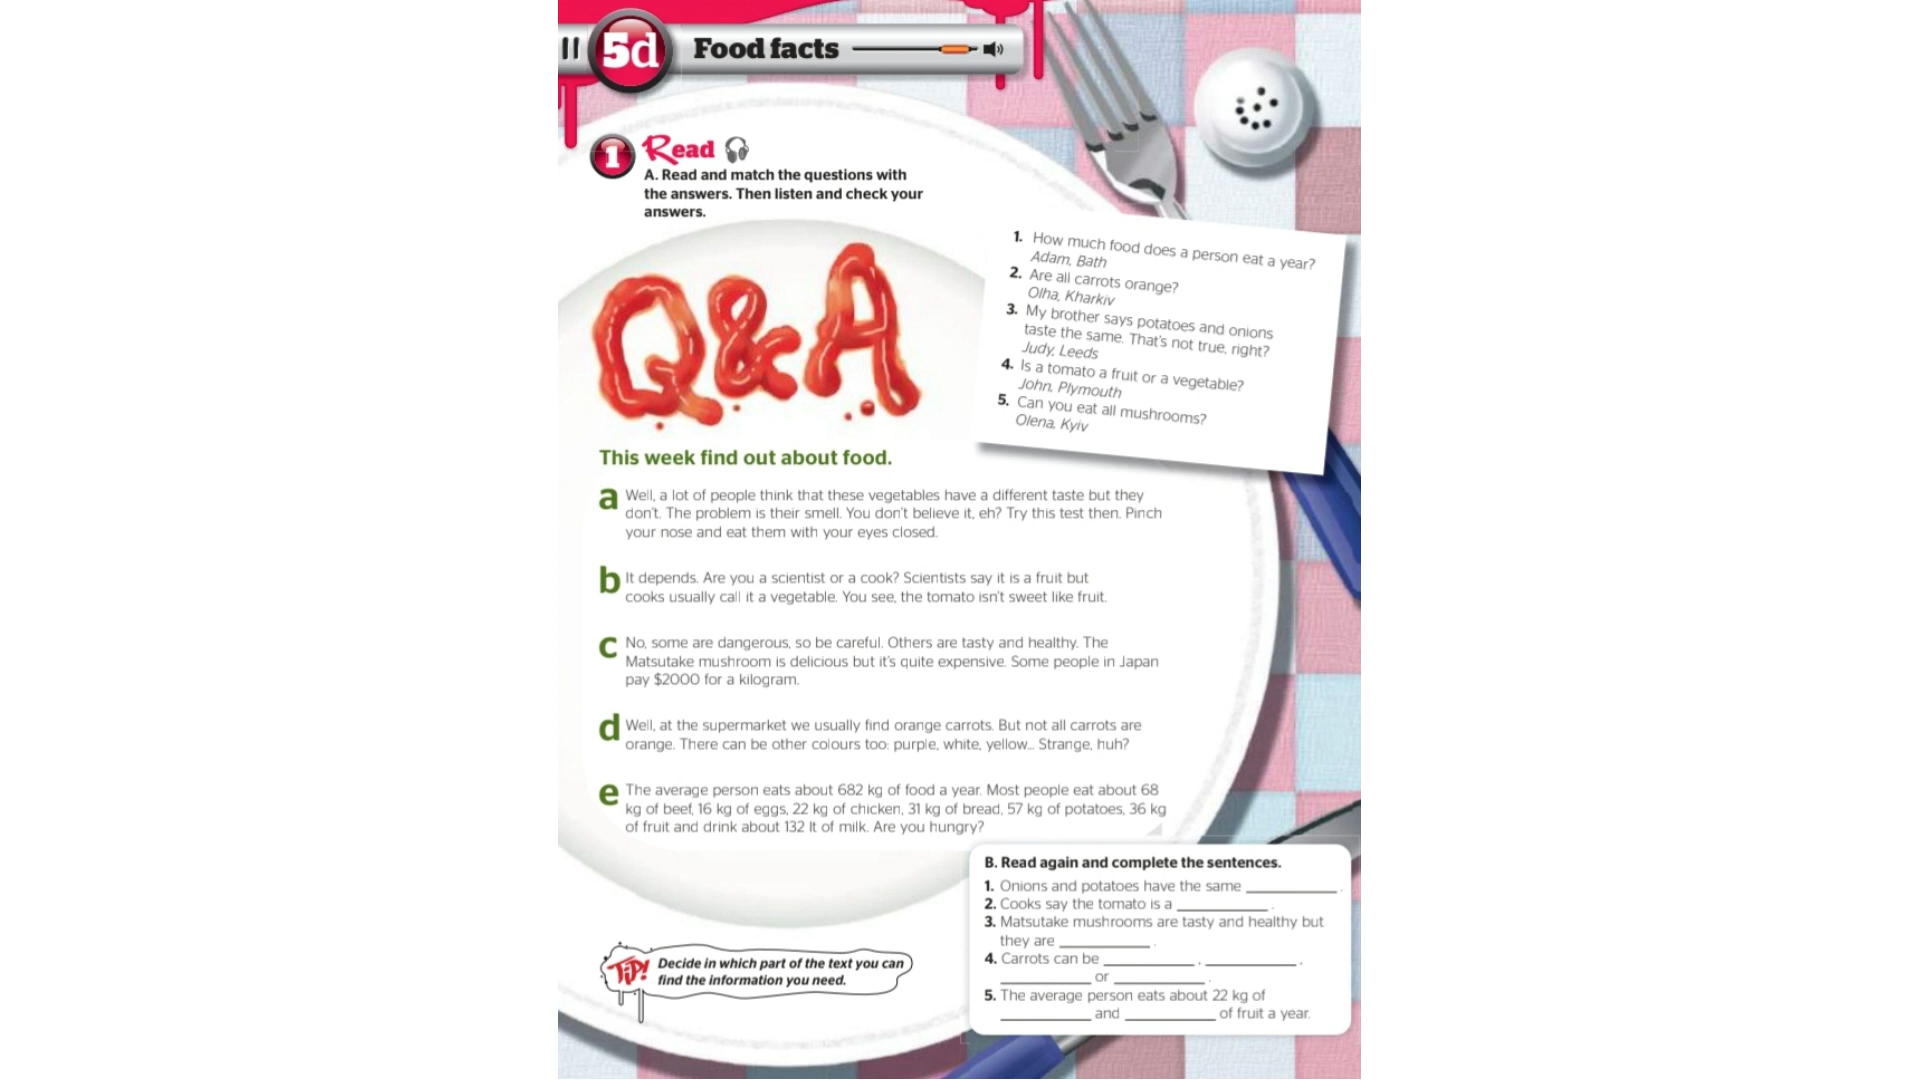 5d
Food facts
1 Read
A. Read and match the questions with
the answers. Then listen and check your
answers.
Q&A
1. How much food does a person eat a year?
Adam, Bath
2. Are all carrots orange?
Olha, Kharkiv
3. My brother says potatoes and onions
taste the same. That's not true, right?
Judy, Leeds
4. Is a tomato a fruit or a vegetable?
John, Plymouth
5. Can you eat all mushrooms?
Olena, Kyiv
This week find out about food.
a Well, a lot of people think that these vegetables have a different taste but they
don't. The problem is their smell. You don't believe it, eh? Try this test then. Pinch
your nose and eat them with your eyes closed.
b It depends. Are you a scientist or a cook? Scientists say it is a fruit but
cooks usually call it a vegetable. You see, the tomato isn't sweet like fruit.
c No, some are dangerous, so be careful. Others are tasty and healthy. The
Matsutake mushroom is delicious but it's quite expensive. Some people in Japan
pay $2000 for a kilogram.
d Well, at the supermarket we usually find orange carrots. But not all carrots are
orange. There can be other colours too: purple, white, yellow... Strange, huh?
e The average person eats about 682 kg of food a year. Most people eat about 68
kg of beef, 16 kg of eggs, 22 kg of chicken, 31 kg of bread, 57 kg of potatoes, 36 kg
of fruit and drink about 132 lt of milk. Are you hungry?
B. Read again and complete the sentences.
1. Onions and potatoes have the same ____________ .
2. Cooks say the tomato is a ____________ .
3. Matsutake mushrooms are tasty and healthy but
they are ____________ .
4. Carrots can be ____________ , ____________ ,
____________ or ____________ .
5. The average person eats about 22 kg of
____________ and ____________ of fruit a year.
TIP! Decide in which part of the text you can
find the information you need.